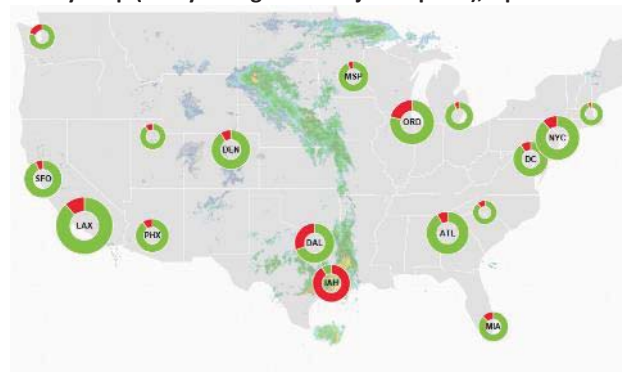 MSP
ORD
NYC
DEN
DC
SFO
LAX
PHX
DAL
ATL
IAH
MIA